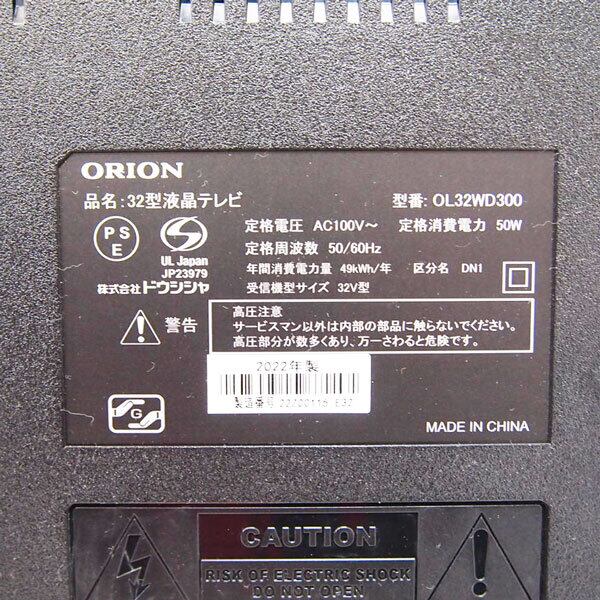 ORION
品名:32型液晶テレビ 型番: OL32WD300
PS
E
UL Japan
JP23979
株式会社ドウシシャ
定格電圧 AC100V~ 定格消費電力 50W
定格周波数 50/60Hz
年間消費電力量 49kWh/年 区分名 DN1
受信機型サイズ 32V型
警告
高圧注意
サービスマン以外は内部の部品に触らないでください。
高圧部分が数多くあり、万一さわると危険です。
2022年製
製造番号
G
MADE IN CHINA
CAUTION
RISK OF ELECTRIC SHOCK
DO NOT OPEN